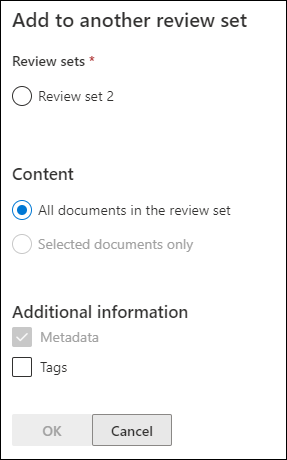 Add to another review set
Review sets *
Review set 2
Content
All documents in the review set
Selected documents only
Additional information
Metadata
Tags
OK
Cancel